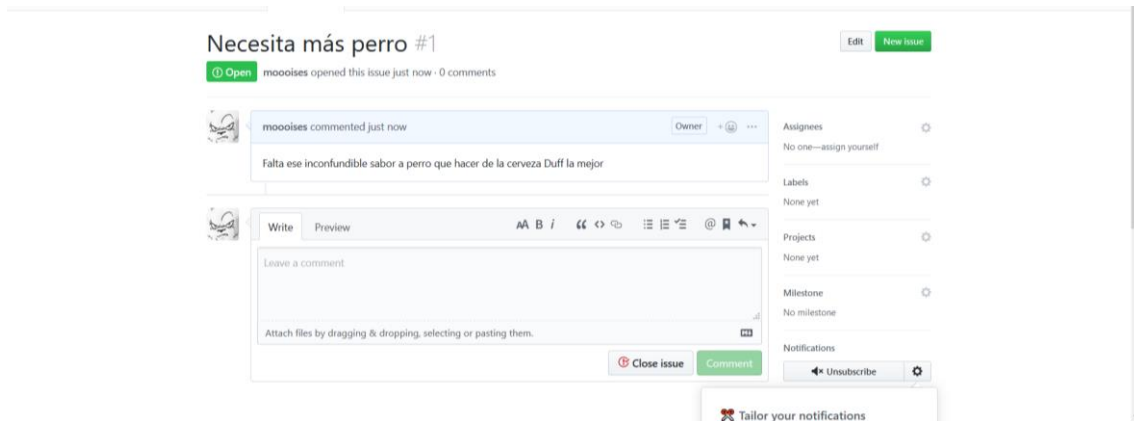 Necesita más perro #1
Edit
New issue
Open
moooises opened this issue just now · 0 comments
moooises commented just now
Owner
Falta ese inconfundible sabor a perro que hacer de la cerveza Duff la mejor
Write
Preview
AA B i
Leave a comment
Attach files by dragging & dropping, selecting or pasting them.
Close issue
Comment
Assignees
No one—assign yourself
Labels
None yet
Projects
None yet
Milestone
No milestone
Notifications
Unsubscribe
Tailor your notifications